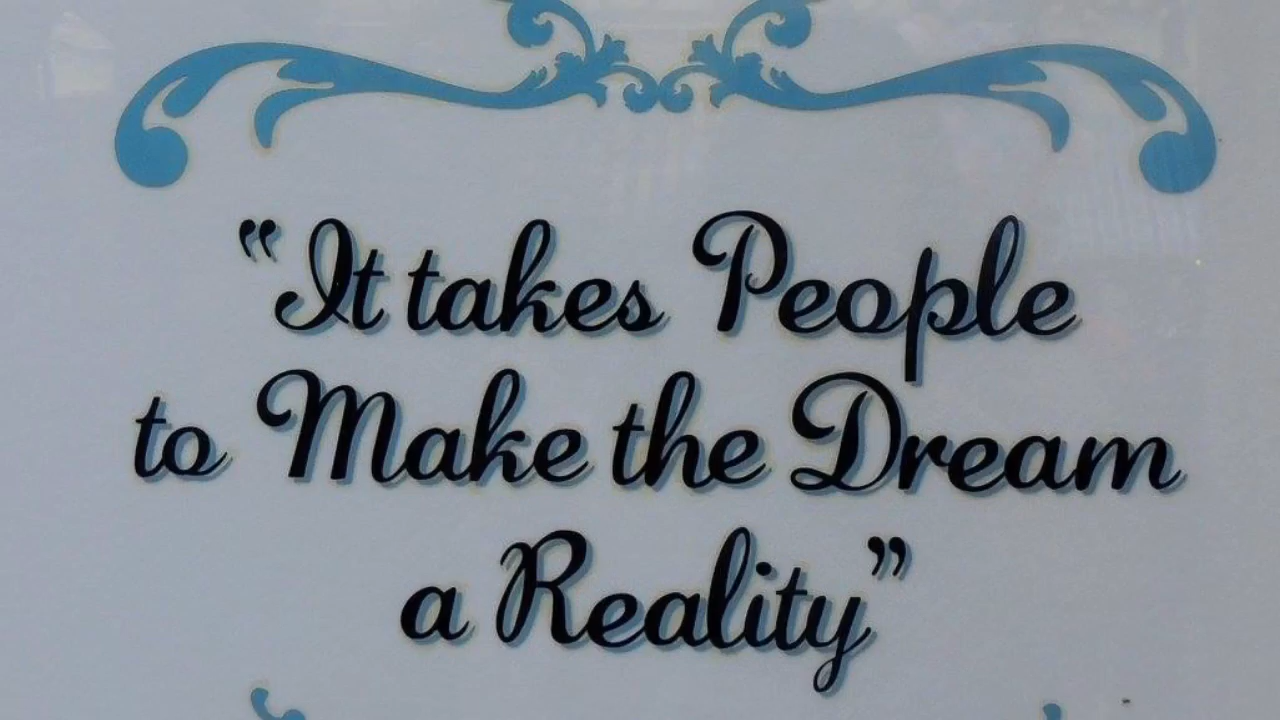 “It takes People
to Make the Dream
a Reality”